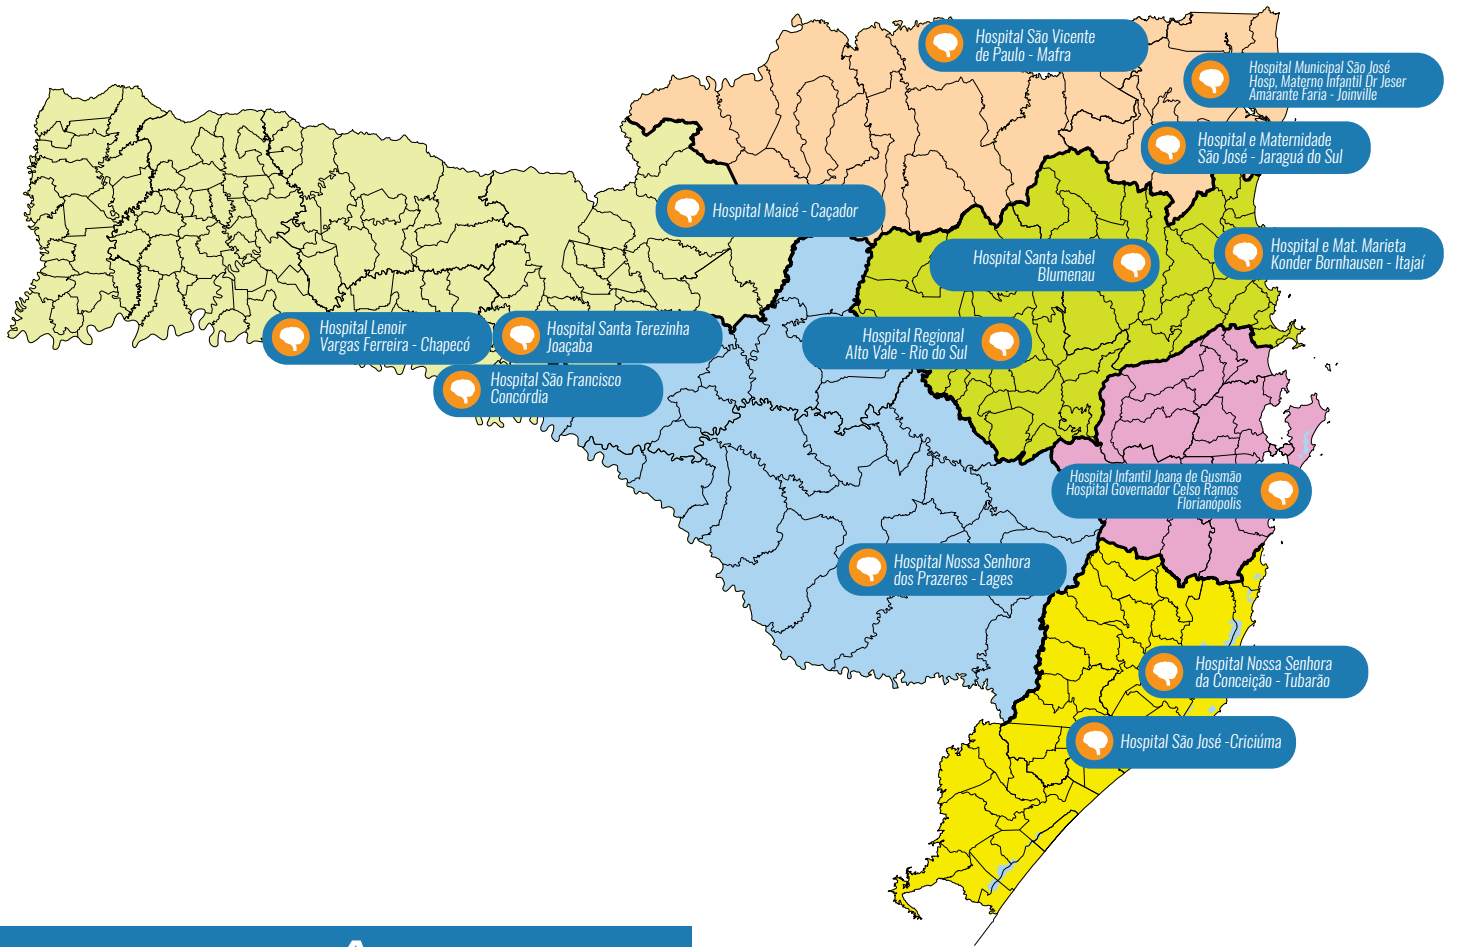 Hospital São Vicente
de Paulo - Mafra
Hospital Municipal São José
Hosp, Materno Infantil Dr Jeser
Amarante Faria - Joinville
Hospital e Maternidade
São José - Jaraguá do Sul
Hospital Maicé - Caçador
Hospital e Mat. Marieta
Konder Bornhausen - Itajaí
Hospital Santa Isabel
Blumenau
Hospital Lenoir
Vargas Ferreira - Chapecó
Hospital Santa Terezinha
Joaçaba
Hospital Regional
Alto Vale - Rio do Sul
Hospital São Francisco
Concórdia
Hospital Infantil Joana de Gusmão
Hospital Governador Celso Ramos
Florianópolis
Hospital Nossa Senhora
dos Prazeres - Lages
Hospital Nossa Senhora
da Conceição - Tubarão
Hospital São José -Criciúma